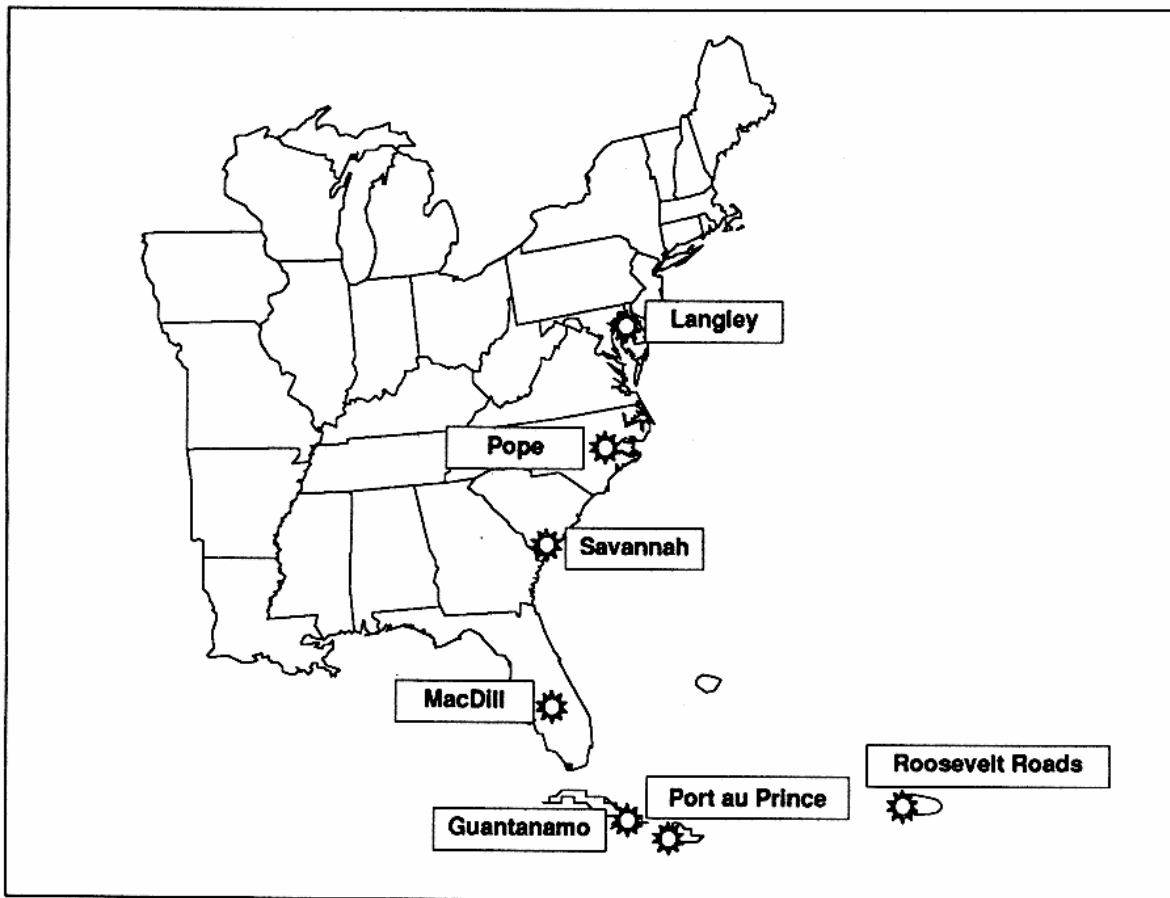 Langley
Pope
Savannah
MacDill
Roosevelt Roads
Port au Prince
Guantanamo